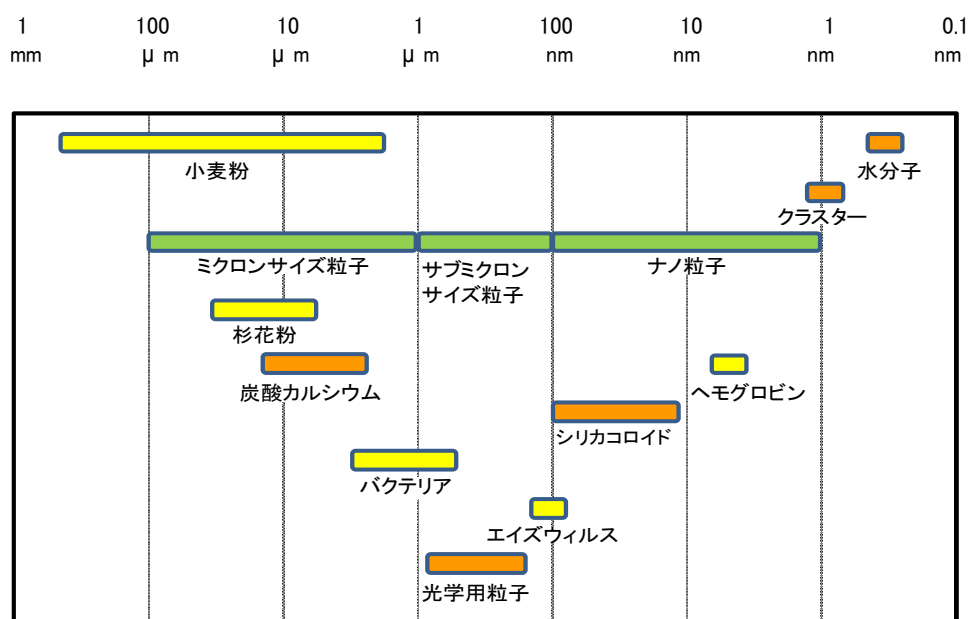 1 100 10 1 100 10 1 0.1
mm μm μm μm nm nm nm nm
小麦粉 水分子
クラスター
ミクロンサイズ粒子 サブミクロン ナノ粒子
サイズ粒子
杉花粉
炭酸カルシウム ヘモグロビン
シリカコロイド
バクテリア
エイズウィルス
光学用粒子